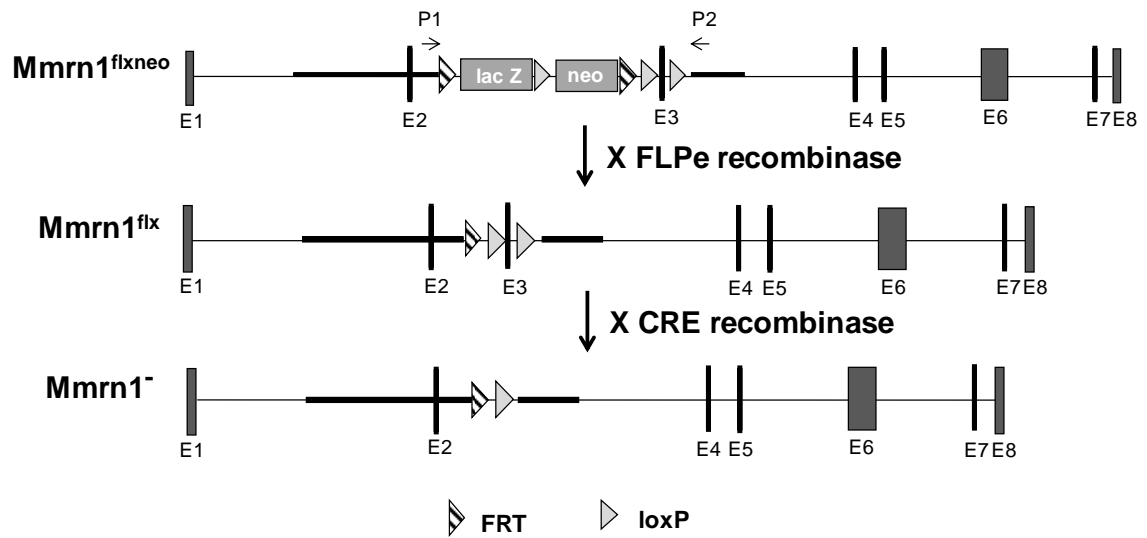 P1 P2
Mmrn1flxneo
lac Z neo
E1 E2 E3 E4 E5 E6 E7 E8
X FLPe recombinase
Mmrn1flx
E1 E2 E3 E4 E5 E6 E7 E8
X CRE recombinase
Mmrn1-
E1 E2 E4 E5 E6 E7 E8
FRT loxP